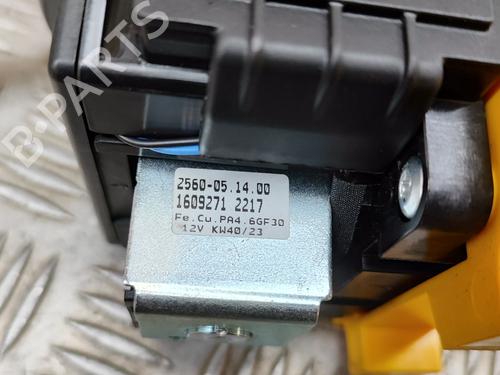 B-PARTS
2560-05.14.00
1609271 2217
Fe.Cu.PA4.6GF30
12V KW40/23